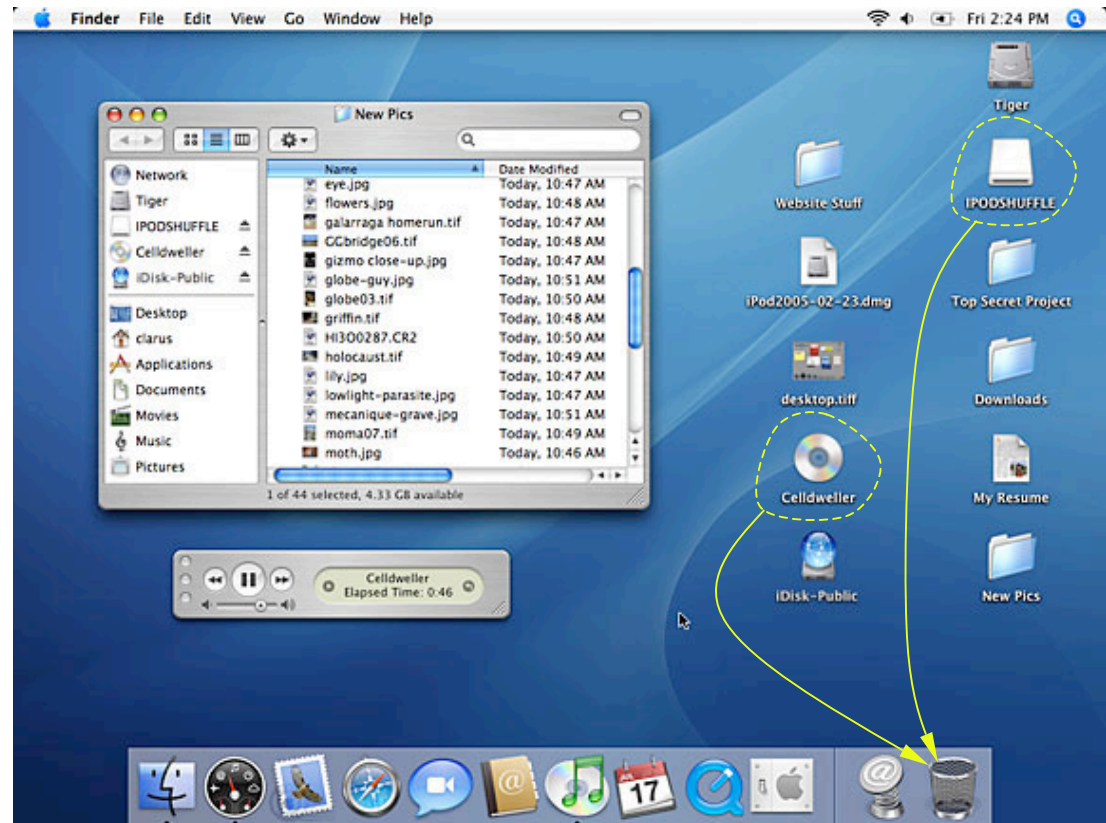 Finder File Edit View Go Window Help Fri 2:24 PM
New Pics
Name Date Modified
eye.jpg Today, 10:47 AM
flowers.jpg Today, 10:48 AM
galarraga homerun.tif Today, 10:47 AM
GGbridge06.tif Today, 10:48 AM
gizmo close-up.jpg Today, 10:47 AM
globe-guy.jpg Today, 10:51 AM
globe03.tif Today, 10:50 AM
griffin.tif Today, 10:48 AM
HI3O0287.CR2 Today, 10:50 AM
holocaust.tif Today, 10:49 AM
lily.jpg Today, 10:47 AM
lowlight-parasite.jpg Today, 10:47 AM
mecanique-grave.jpg Today, 10:51 AM
moma07.tif Today, 10:49 AM
moth.jpg Today, 10:46 AM
Network
Tiger
IPODSHUFFLE
Celldweller
iDisk-Public
Desktop
clarus
Applications
Documents
Movies
Music
Pictures
1 of 44 selected, 4.33 GB available
Celldweller
Elapsed Time: 0:46
Tiger
Website Stuff
IPODSHUFFLE
iPod2005-02-23.dmg
Top Secret Project
desktop.tiff
Downloads
Celldweller
My Resume
iDisk-Public
New Pics
@
17
@